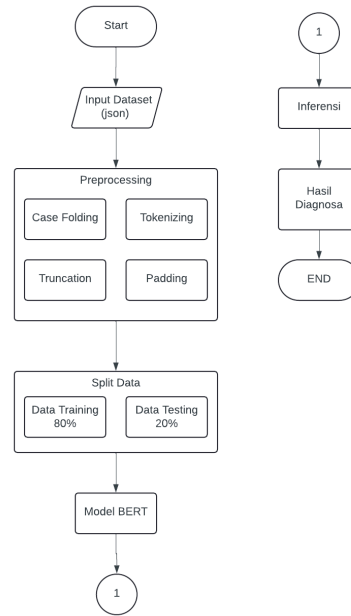 Start
Input Dataset
(json)
Preprocessing
Case Folding
Tokenizing
Truncation
Padding
Split Data
Data Training
80%
Data Testing
20%
Model BERT
1
1
Inferensi
Hasil
Diagnosa
END